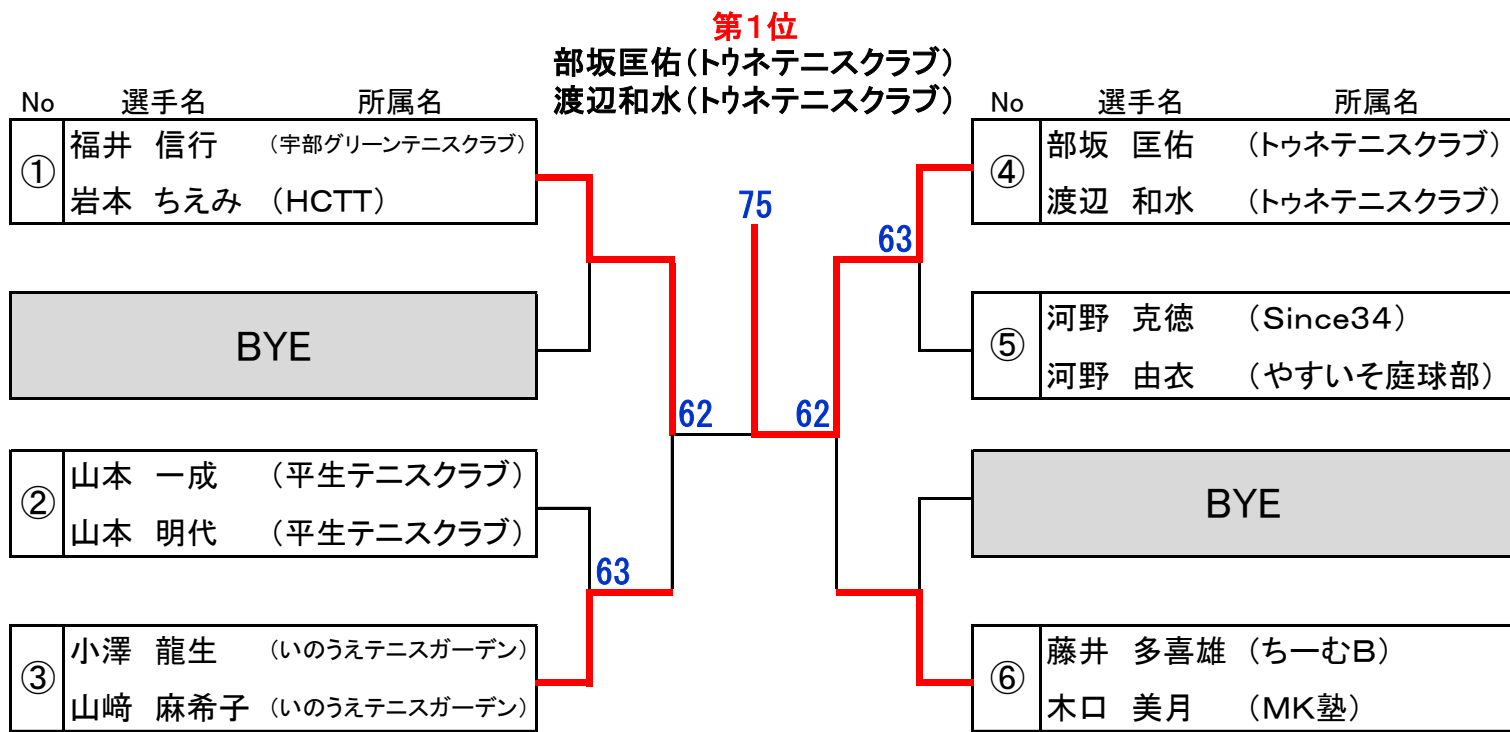 第1位
部坂匡佑(トゥネテニスクラブ)
渡辺和水(トゥネテニスクラブ)
No 選手名 所属名
① 福井 信行 (宇部グリーンテニスクラブ)
岩本 ちえみ (HCTT)
BYE
② 山本 一成 (平生テニスクラブ)
山本 明代 (平生テニスクラブ)
③ 小澤 龍生 (いのうえテニスガーデン)
山﨑 麻希子 (いのうえテニスガーデン)
62
63
75
62
63
No 選手名 所属名
④ 部坂 匡佑 (トゥネテニスクラブ)
渡辺 和水 (トゥネテニスクラブ)
⑤ 河野 克徳 (Since34)
河野 由衣 (やすいそ庭球部)
BYE
⑥ 藤井 多喜雄 (ちーむB)
木口 美月 (MK塾)